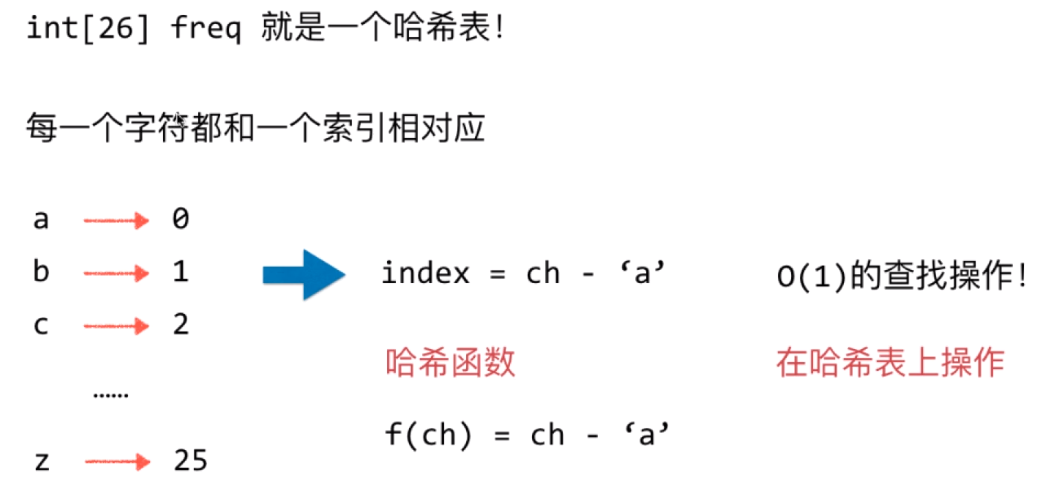 int[26] freq 就是一个哈希表!
每一个字符都和一个索引相对应
a 0
b 1
c 2
……
z 25
index = ch - ‘a’
哈希函数
f(ch) = ch - ‘a’
O(1)的查找操作!
在哈希表上操作